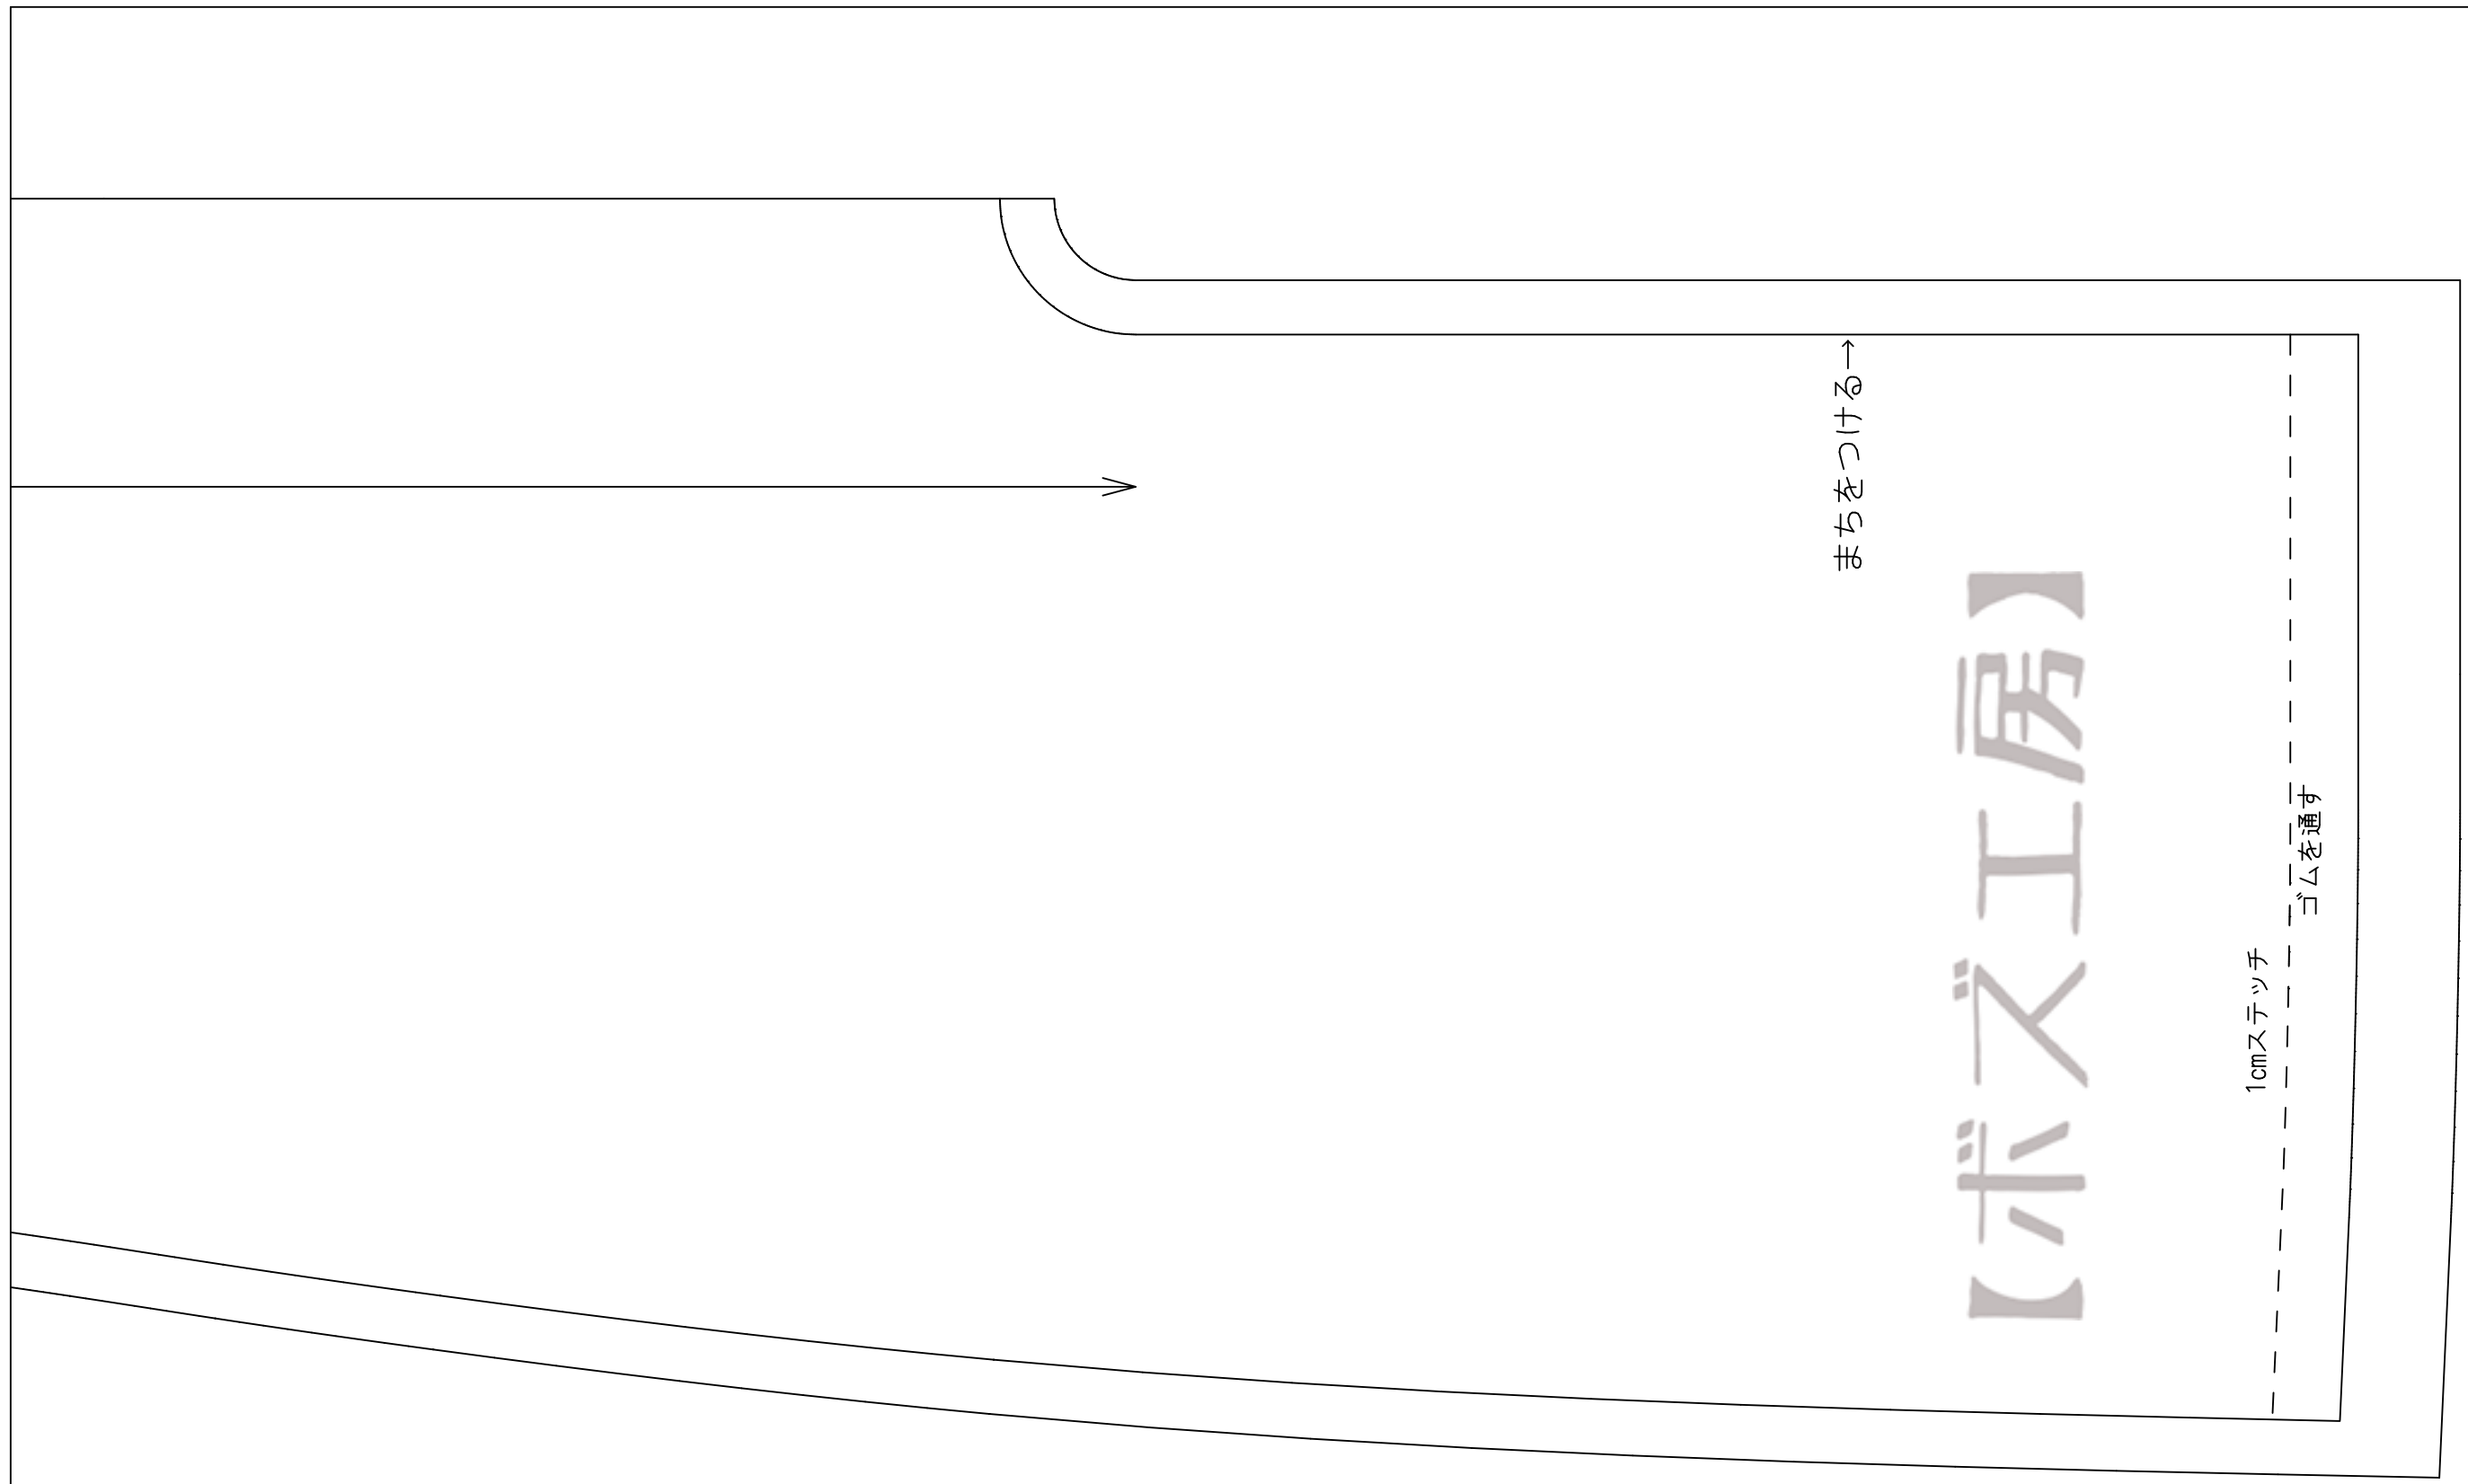 まちをつける→
【ボズ工房】
1cmステッチ
ゴムを通す